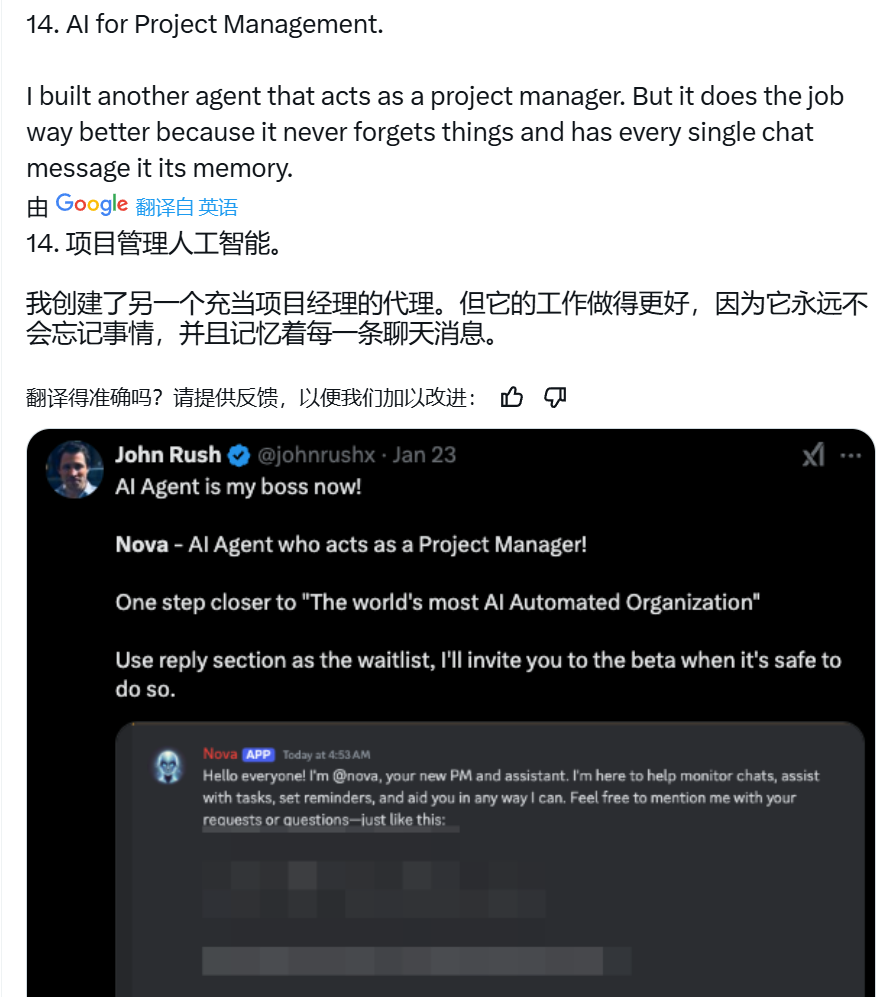 14. AI for Project Management.
I built another agent that acts as a project manager. But it does the job
way better because it never forgets things and has every single chat
message it its memory.
由 Google 翻译自 英语
14. 项目管理人工智能。
我创建了另一个充当项目经理的代理。但它的工作做得更好，因为它永远不
会忘记事情，并且记忆着每一条聊天消息。
翻译得准确吗？请提供反馈，以便我们加以改进：
John Rush @johnrushx · Jan 23
AI Agent is my boss now!
Nova - AI Agent who acts as a Project Manager!
One step closer to "The world's most AI Automated Organization"
Use reply section as the waitlist, I'll invite you to the beta when it's safe to
do so.
Nova APP Today at 4:53 AM
Hello everyone! I'm @nova, your new PM and assistant. I'm here to help monitor chats, assist
with tasks, set reminders, and aid you in any way I can. Feel free to mention me with your
requests or questions—just like this: